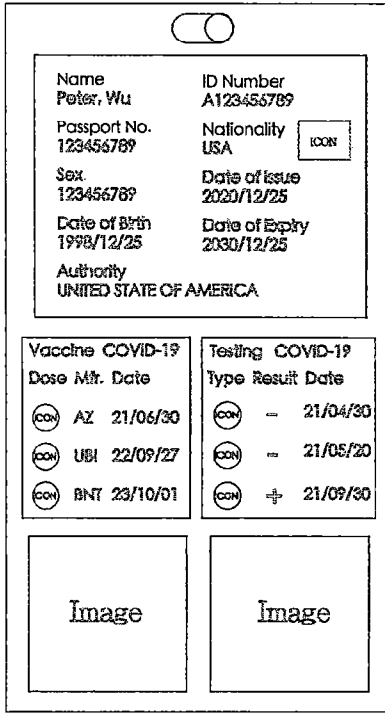 Name ID Number
Peter, Wu A123456789
Passport No. Nationality
123456789 USA ICON
Sex Date of Issue
123456789 2020/12/25
Date of Birth Date of Expiry
1998/12/25 2030/12/25
Authority
UNITED STATE OF AMERICA
Vaccine COVID-19
Dose Mfr. Date
ICON AZ 21/06/30
ICON UBI 22/09/27
ICON BNT 23/10/01
Testing COVID-19
Type Result Date
ICON - 21/04/30
ICON - 21/05/20
ICON + 21/09/30
Image
Image